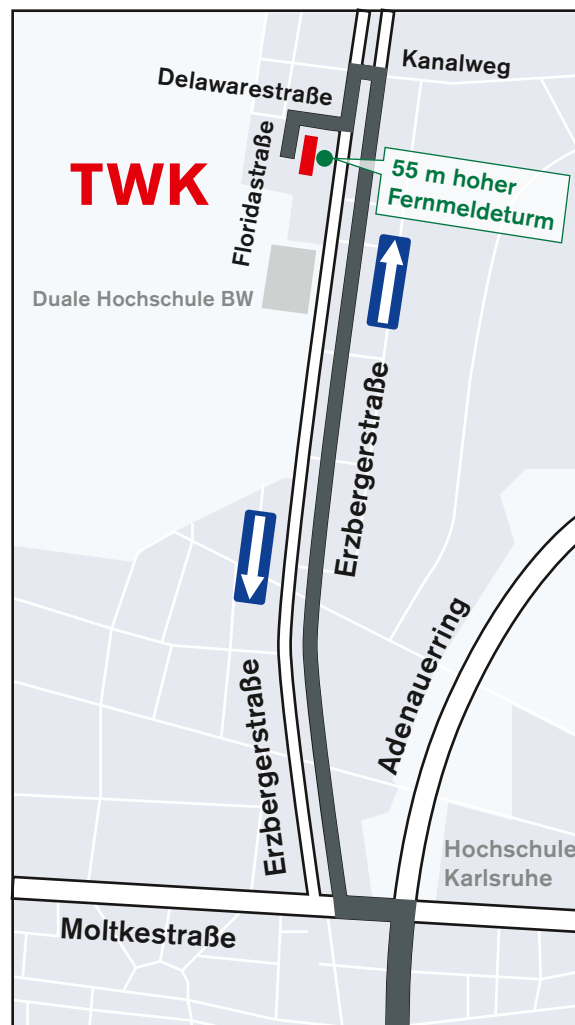 Kanalweg
Delawarestraße
TWK
Floridastraße
55 m hoher
Fernmeldeturm
Duale Hochschule BW
Erzbergerstraße
Adenauerring
Erzbergerstraße
Hochschule
Karlsruhe
Moltkestraße